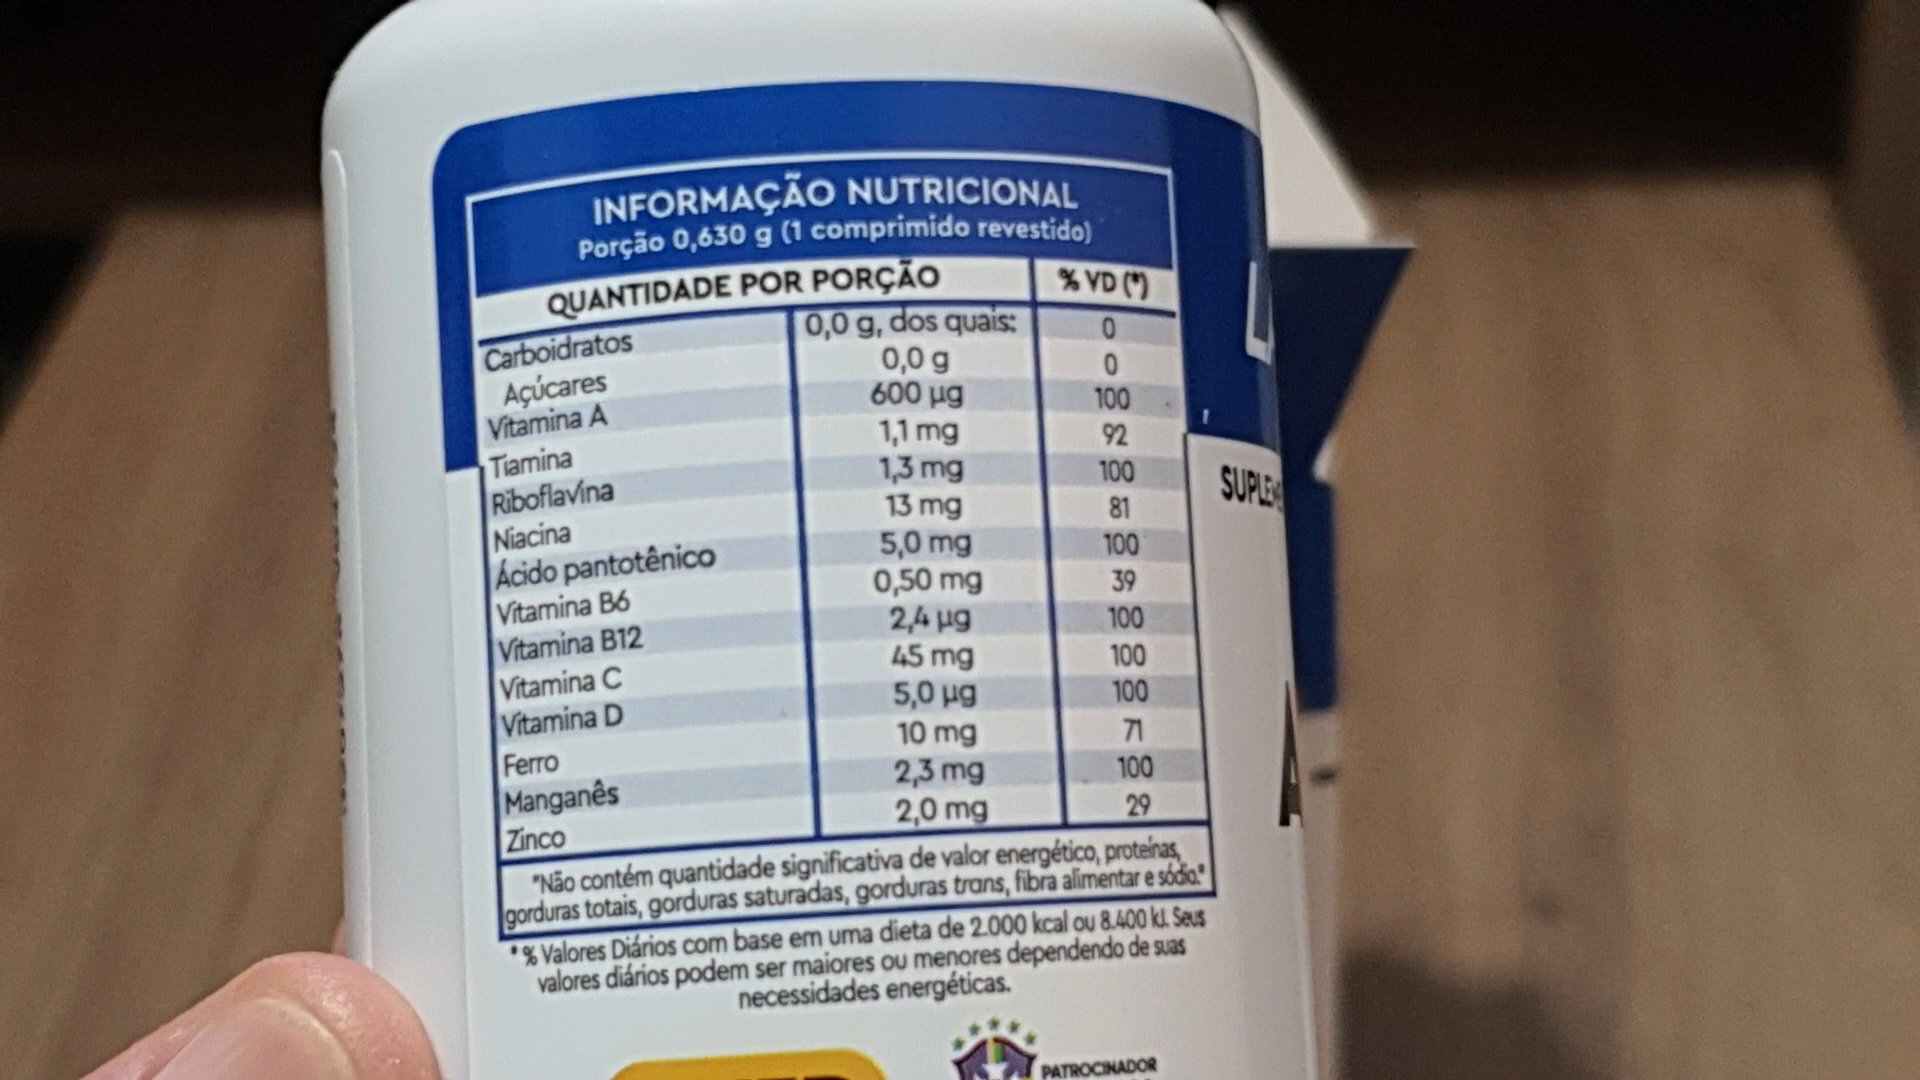 INFORMAÇÃO NUTRICIONAL
Porção 0,630 g (1 comprimido revestido)
QUANTIDADE POR PORÇÃO % VD (*)
Carboidratos 0,0 g, dos quais: 0
Açúcares 0,0 g 0
Vitamina A 600 µg 100
Tiamina 1,1 mg 92
Riboflavina 1,3 mg 100
Niacina 13 mg 81
Ácido pantotênico 5,0 mg 100
Vitamina B6 0,50 mg 39
Vitamina B12 2,4 µg 100
Vitamina C 45 mg 100
Vitamina D 5,0 µg 100
Ferro 10 mg 71
Manganês 2,3 mg 100
Zinco 2,0 mg 29
"Não contém quantidade significativa de valor energético, proteínas,
gorduras totais, gorduras saturadas, gorduras trans, fibra alimentar e sódio."
* % Valores Diários com base em uma dieta de 2.000 kcal ou 8.400 kJ. Seus
valores diários podem ser maiores ou menores dependendo de suas
necessidades energéticas.
PATROCINADOR